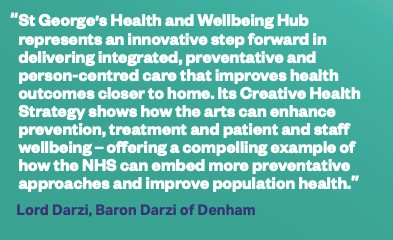 "St George's Health and Wellbeing Hub
represents an innovative step forward in
delivering integrated, preventative and
person-centred care that improves health
outcomes closer to home. Its Creative Health
Strategy shows how the arts can enhance
prevention, treatment and patient and staff
wellbeing – offering a compelling example of
how the NHS can embed more preventative
approaches and improve population health."
Lord Darzi, Baron Darzi of Denham